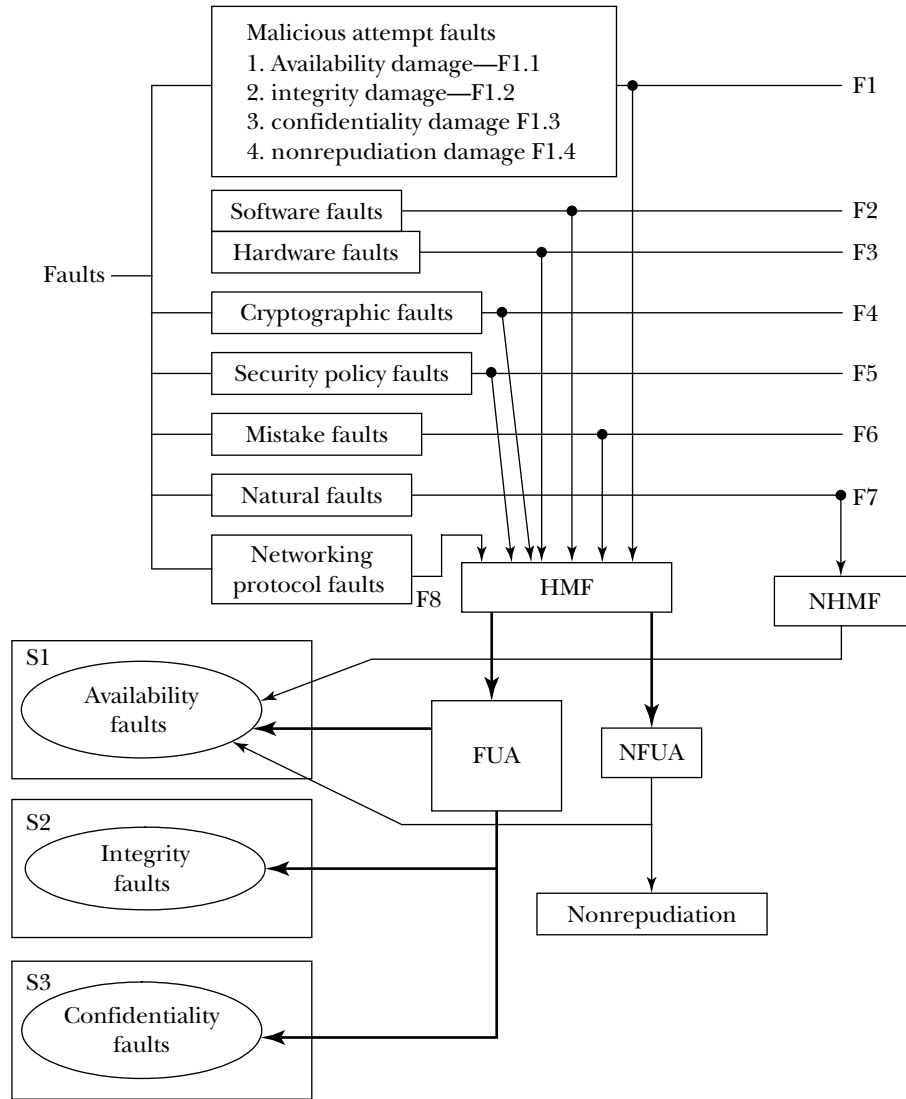 Malicious attempt faults
1. Availability damage—F1.1
2. integrity damage—F1.2
3. confidentiality damage F1.3
4. nonrepudiation damage F1.4
F1
Software faults
F2
Hardware faults
F3
Faults
Cryptographic faults
F4
Security policy faults
F5
Mistake faults
F6
Natural faults
F7
Networking
protocol faults
F8
HMF
NHMF
S1
Availability
faults
FUA
NFUA
S2
Integrity
faults
Nonrepudiation
S3
Confidentiality
faults